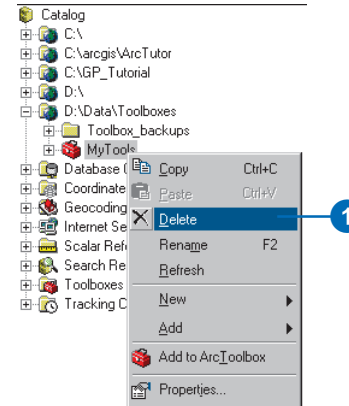 Catalog
C:\
C:\arcgis\ArcTutor
C:\GP_Tutorial
D:\
D:\Data\Toolboxes
Toolbox_backups
MyTools
Database
Coordinate
Geocoding
Internet Se
Scalar Refe
Search Re
Toolboxes
Tracking C
Copy Ctrl+C
Paste Ctrl+V
Delete
1
Rename F2
Refresh
New
Add
Add to ArcToolbox
Properties...